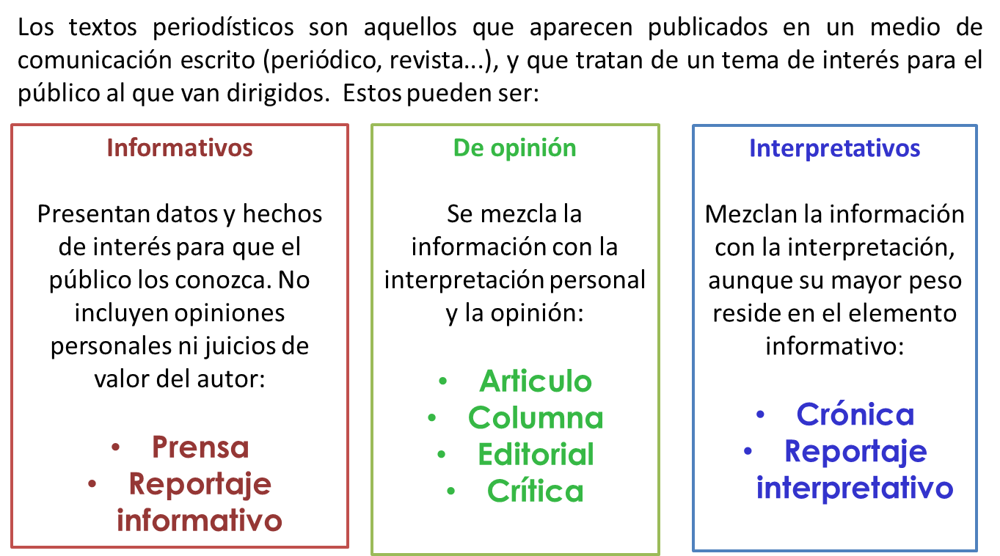 Los textos periodísticos son aquellos que aparecen publicados en un medio de
comunicación escrito (periódico, revista...), y que tratan de un tema de interés para el
público al que van dirigidos. Estos pueden ser:
Informativos
Presentan datos y hechos
de interés para que el
público los conozca. No
incluyen opiniones
personales ni juicios de
valor del autor:
• Prensa
• Reportaje
informativo
De opinión
Se mezcla la
información con la
interpretación personal
y la opinión:
• Articulo
• Columna
• Editorial
• Crítica
Interpretativos
Mezclan la información
con la interpretación,
aunque su mayor peso
reside en el elemento
informativo:
• Crónica
• Reportaje
interpretativo